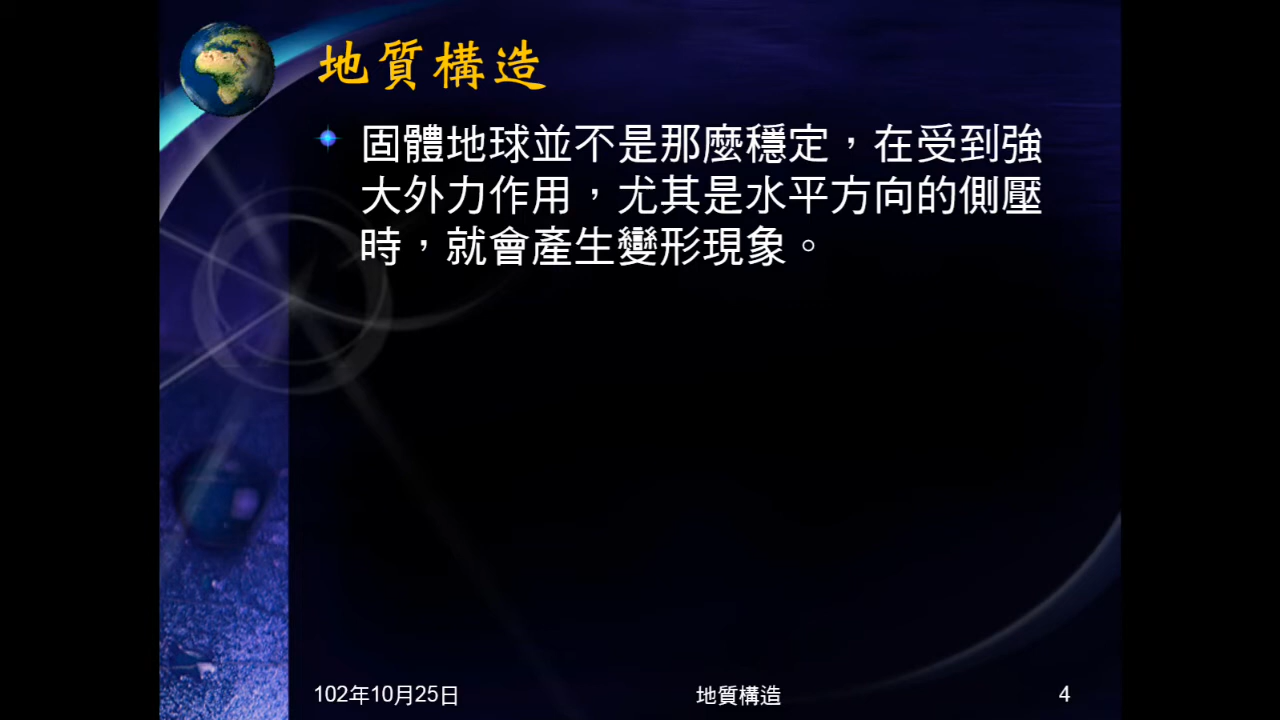 地質構造
固體地球並不是那麼穩定，在受到強
大外力作用，尤其是水平方向的側壓
時，就會產生變形現象。
102年10月25日
地質構造
4